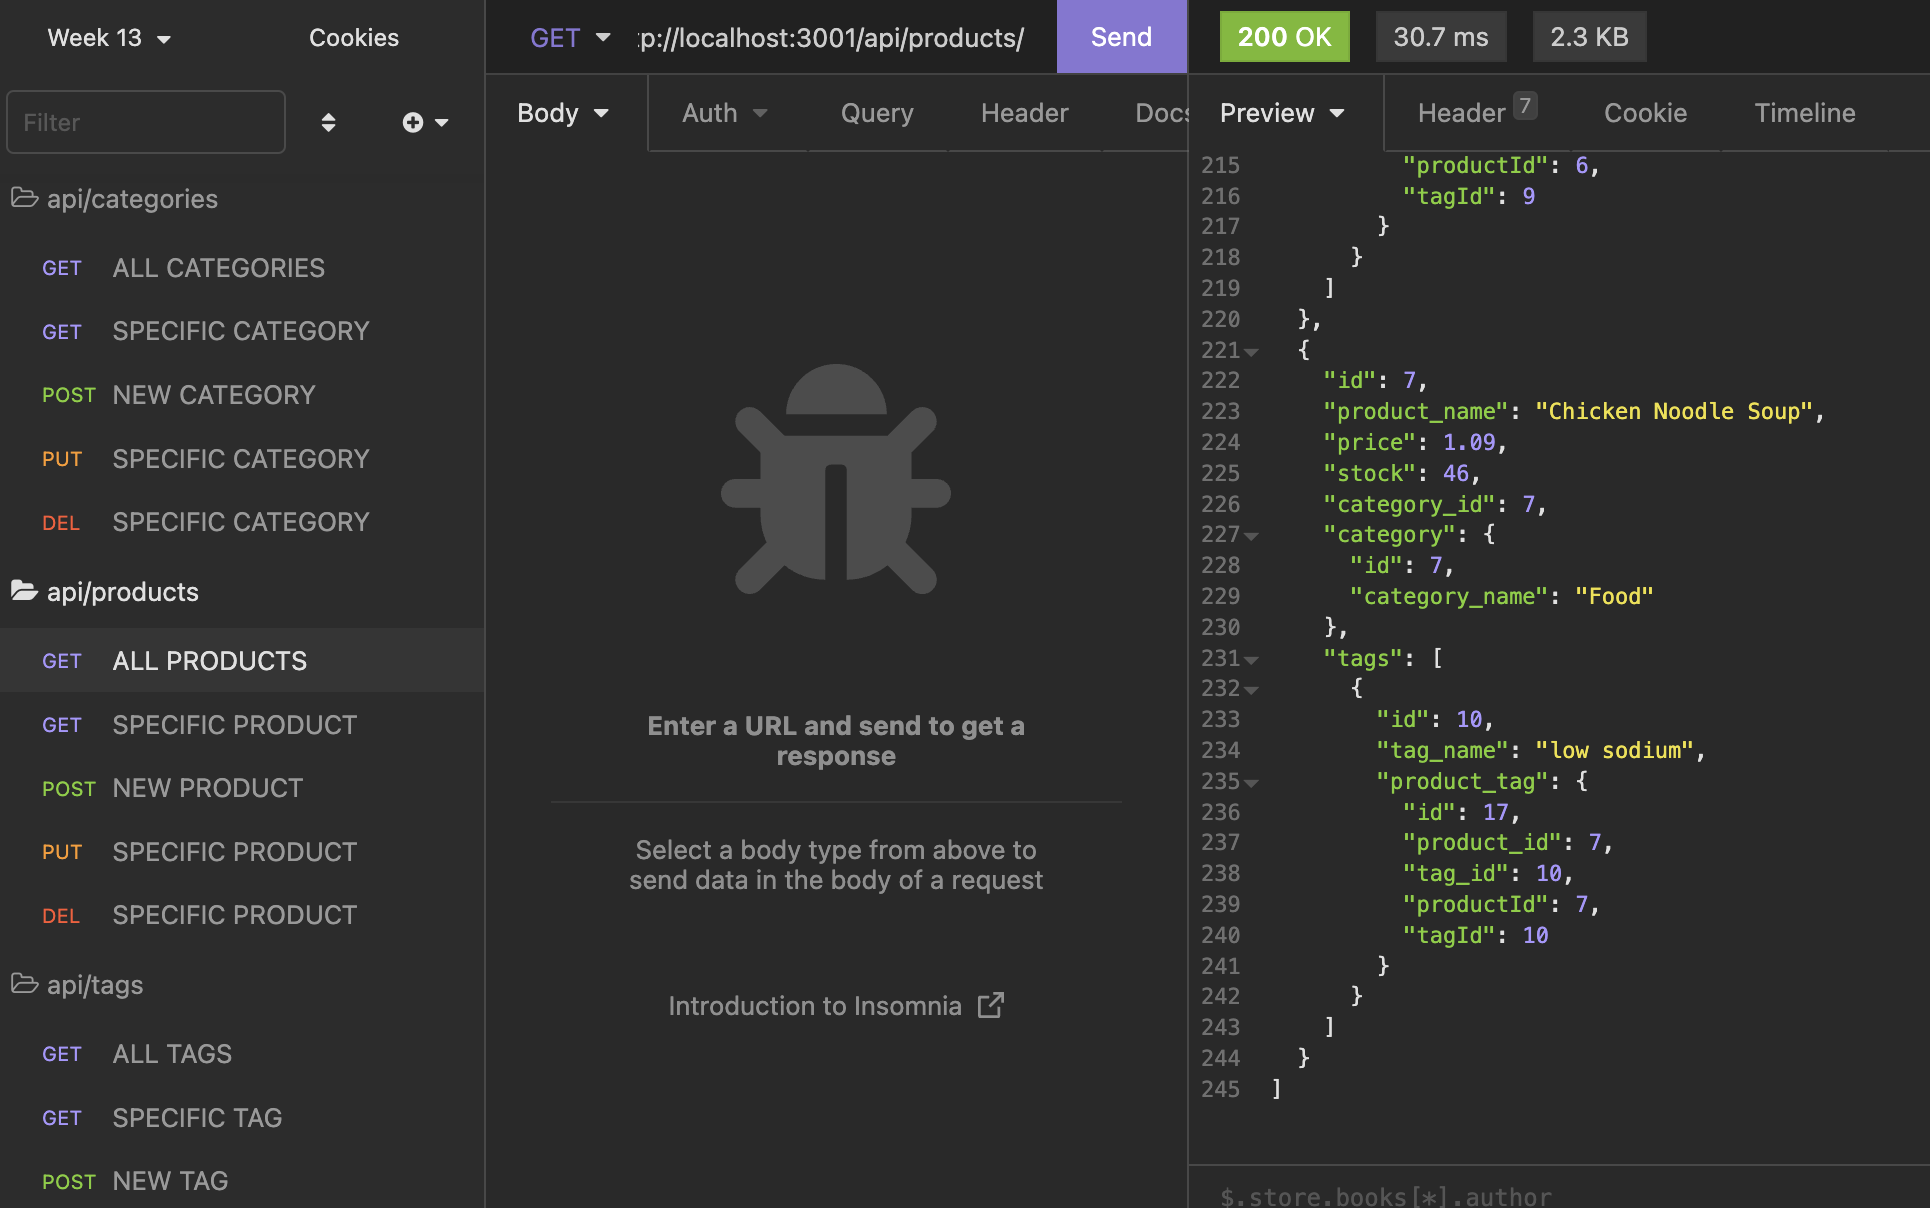 Week 13
Cookies
Filter
api/categories
GET ALL CATEGORIES
GET SPECIFIC CATEGORY
POST NEW CATEGORY
PUT SPECIFIC CATEGORY
DEL SPECIFIC CATEGORY
api/products
GET ALL PRODUCTS
GET SPECIFIC PRODUCT
POST NEW PRODUCT
PUT SPECIFIC PRODUCT
DEL SPECIFIC PRODUCT
api/tags
GET ALL TAGS
GET SPECIFIC TAG
POST NEW TAG
GET tp://localhost:3001/api/products/ Send
Body Auth Query Header Docs
Enter a URL and send to get a
response
Select a body type from above to
send data in the body of a request
Introduction to Insomnia
200 OK 30.7 ms 2.3 KB
Preview Header 7 Cookie Timeline
215 "productId": 6,
216 "tagId": 9
217 }
218 }
219 ]
220 },
221 {
222 "id": 7,
223 "product_name": "Chicken Noodle Soup",
224 "price": 1.09,
225 "stock": 46,
226 "category_id": 7,
227 "category": {
228 "id": 7,
229 "category_name": "Food"
230 },
231 "tags": [
232 {
233 "id": 10,
234 "tag_name": "low sodium",
235 "product_tag": {
236 "id": 17,
237 "product_id": 7,
238 "tag_id": 10,
239 "productId": 7,
240 "tagId": 10
241 }
242 }
243 ]
244 }
245 ]
$.store.books[*].author